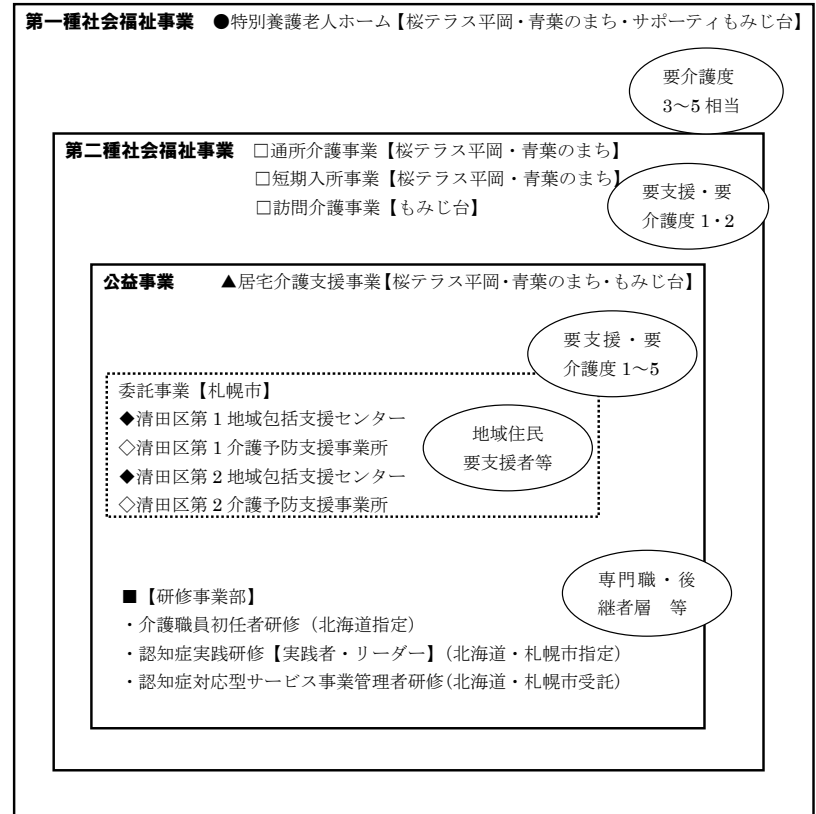 第一種社会福祉事業 ●特別養護老人ホーム【桜テラス平岡・青葉のまち・サポーティもみじ台】
要介護度
3～5相当
第二種社会福祉事業 □通所介護事業【桜テラス平岡・青葉のまち】
□短期入所事業【桜テラス平岡・青葉のまち】
□訪問介護事業【もみじ台】
要支援・要
介護度1・2
公益事業 ▲居宅介護支援事業【桜テラス平岡・青葉のまち・もみじ台】
要支援・要
介護度1～5
委託事業【札幌市】
◆清田区第1地域包括支援センター
◇清田区第1介護予防支援事業所
◆清田区第2地域包括支援センター
◇清田区第2介護予防支援事業所
地域住民
要支援者等
専門職・後
継者層 等
■【研修事業部】
・介護職員初任者研修（北海道指定）
・認知症実践研修【実践者・リーダー】（北海道・札幌市指定）
・認知症対応型サービス事業管理者研修（北海道・札幌市受託）